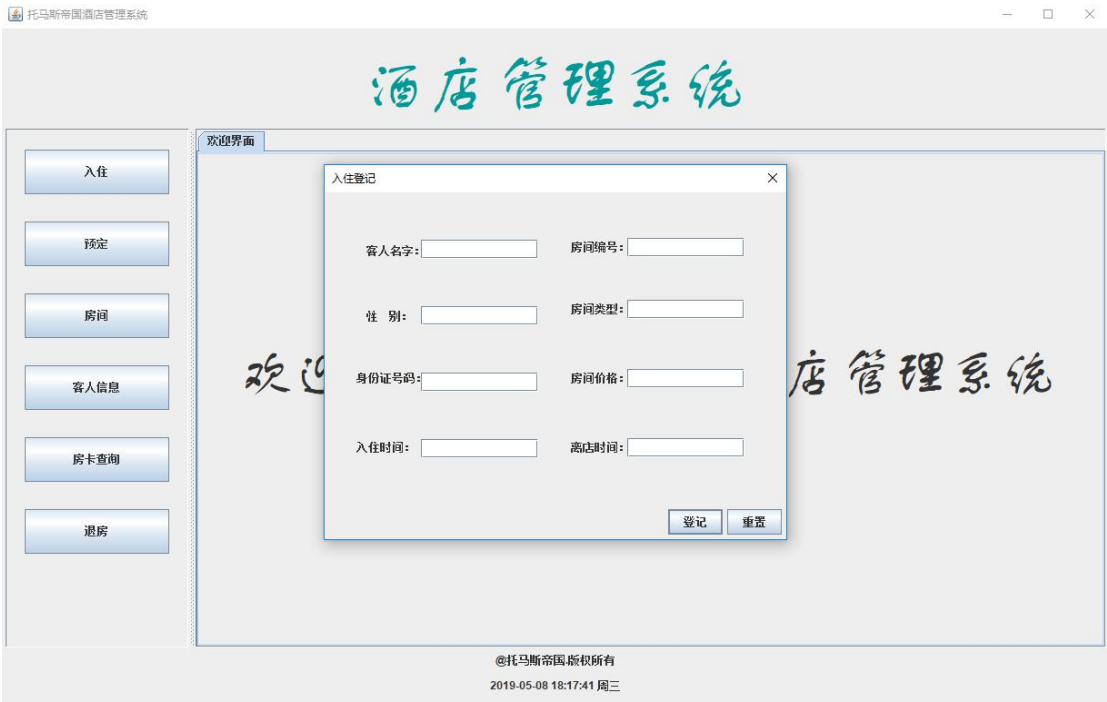 托马斯帝国酒店管理系统
酒店管理系统
入住
预定
房间
客人信息
房卡查询
退房
欢迎界面
欢迎
店管理系统
入住登记
客人名字:
房间编号:
性 别:
房间类型:
身份证号码:
房间价格:
入住时间:
离店时间:
登记
重置
@托马斯帝国.版权所有
2019-05-08 18:17:41 周三